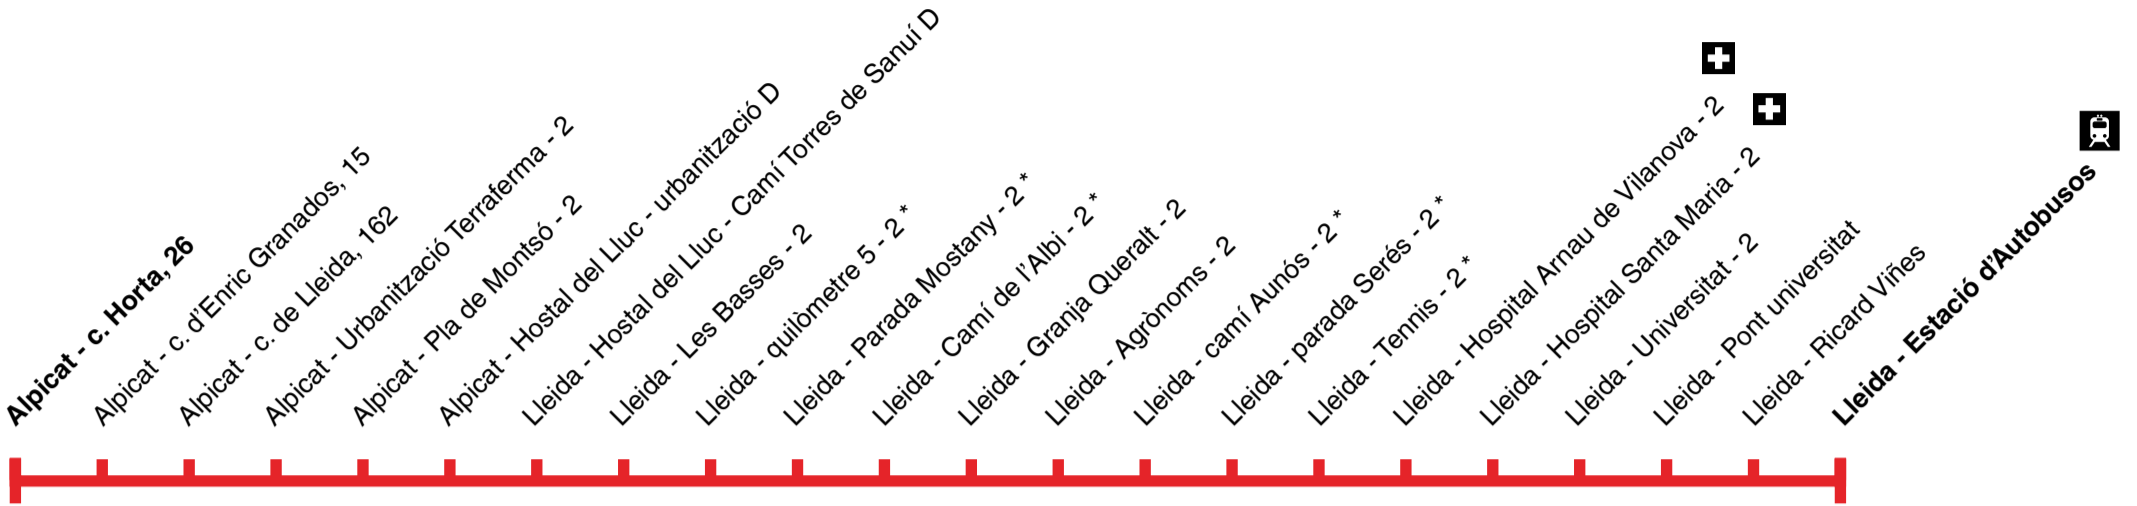 Alpicat - c. Horta, 26
Alpicat - c. d'Enric Granados, 15
Alpicat - c. de Lleida, 162
Alpicat - Urbanització Terraferma - 2
Alpicat - Pla de Montsó - 2
Alpicat - Hostal del Lluc - urbanització D
Lleida - Hostal del Lluc - Camí Torres de Sanuí D
Lleida - Les Basses - 2
Lleida - quilòmetre 5 - 2 *
Lleida - Parada Mostany - 2 *
Lleida - Camí de l'Albi - 2 *
Lleida - Granja Queralt - 2
Lleida - Agrònoms - 2
Lleida - camí Aunós - 2 *
Lleida - parada Serés - 2 *
Lleida - Tennis - 2 *
Lleida - Hospital Arnau de Vilanova - 2
Lleida - Hospital Santa Maria - 2
Lleida - Universitat - 2
Lleida - Pont universitat
Lleida - Ricard Viñes
Lleida - Estació d'Autobusos